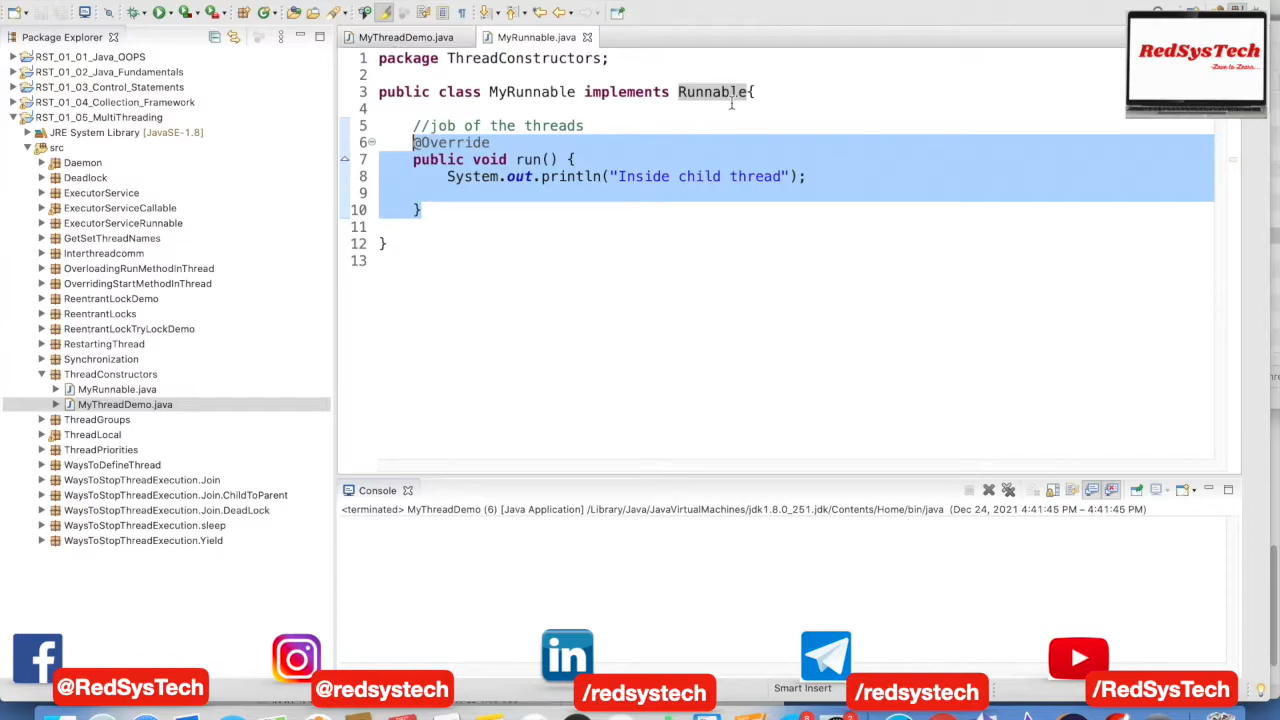 Package Explorer
RST_01_01_Java_OOPS
RST_01_02_Java_Fundamentals
RST_01_03_Control_Statements
RST_01_04_Collection_Framework
RST_01_05_MultiThreading
JRE System Library [JavaSE-1.8]
src
Daemon
Deadlock
ExecutorService
ExecutorServiceCallable
ExecutorServiceRunnable
GetSetThreadNames
Interthreadcomm
OverloadingRunMethodInThread
OverridingStartMethodInThread
ReentrantLockDemo
ReentrantLocks
ReentrantLockTryLockDemo
RestartingThread
Synchronization
ThreadConstructors
MyRunnable.java
MyThreadDemo.java
ThreadGroups
ThreadLocal
ThreadPriorities
WaysToDefineThread
WaysToStopThreadExecution.Join
WaysToStopThreadExecution.Join.ChildToParent
WaysToStopThreadExecution.Join.DeadLock
WaysToStopThreadExecution.sleep
WaysToStopThreadExecution.Yield
MyThreadDemo.java MyRunnable.java
1 package ThreadConstructors;
2
3 public class MyRunnable implements Runnable{
4
5 //job of the threads
6 @Override
7 public void run() {
8 System.out.println("Inside child thread");
9
10 }
11
12 }
13
RedSysTech
-Love to Learn..
Console
<terminated> MyThreadDemo (6) [Java Application] /Library/Java/JavaVirtualMachines/jdk1.8.0_251.jdk/Contents/Home/bin/java (Dec 24, 2021 4:41:45 PM – 4:41:45 PM)
@RedSysTech
@redsystech
/redsystech
Smart Insert
/redsystech
/RedSysTech